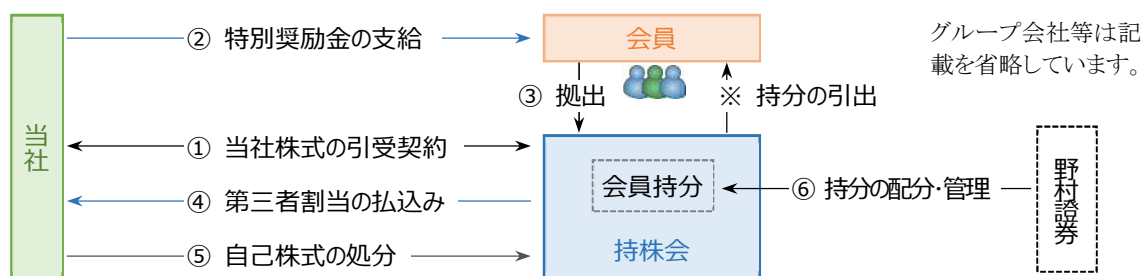 ② 特別奨励金の支給
会員
グループ会社等は記
載を省略しています。
③ 拠出
※ 持分の引出
当社
① 当社株式の引受契約
会員持分
⑥ 持分の配分・管理
野村證券
④ 第三者割当の払込み
⑤ 自己株式の処分
持株会